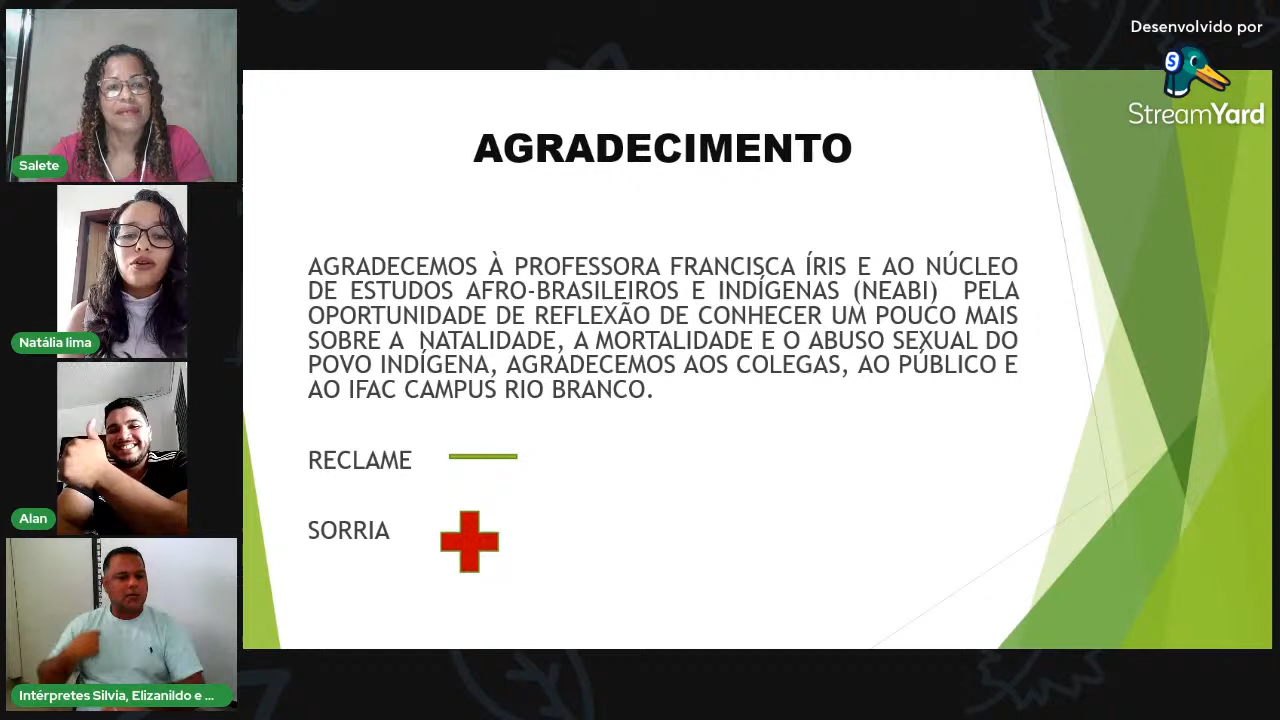 Desenvolvido por
StreamYard
Salete
Natália lima
Alan
Intérpretes Silvia, Elizanildo e ...
AGRADECIMENTO
AGRADECEMOS À PROFESSORA FRANCISCA ÍRIS E AO NÚCLEO
DE ESTUDOS AFRO-BRASILEIROS E INDÍGENAS (NEABI) PELA
OPORTUNIDADE DE REFLEXÃO DE CONHECER UM POUCO MAIS
SOBRE A NATALIDADE, A MORTALIDADE E O ABUSO SEXUAL DO
POVO INDÍGENA, AGRADECEMOS AOS COLEGAS, AO PÚBLICO E
AO IFAC CAMPUS RIO BRANCO.
RECLAME
SORRIA